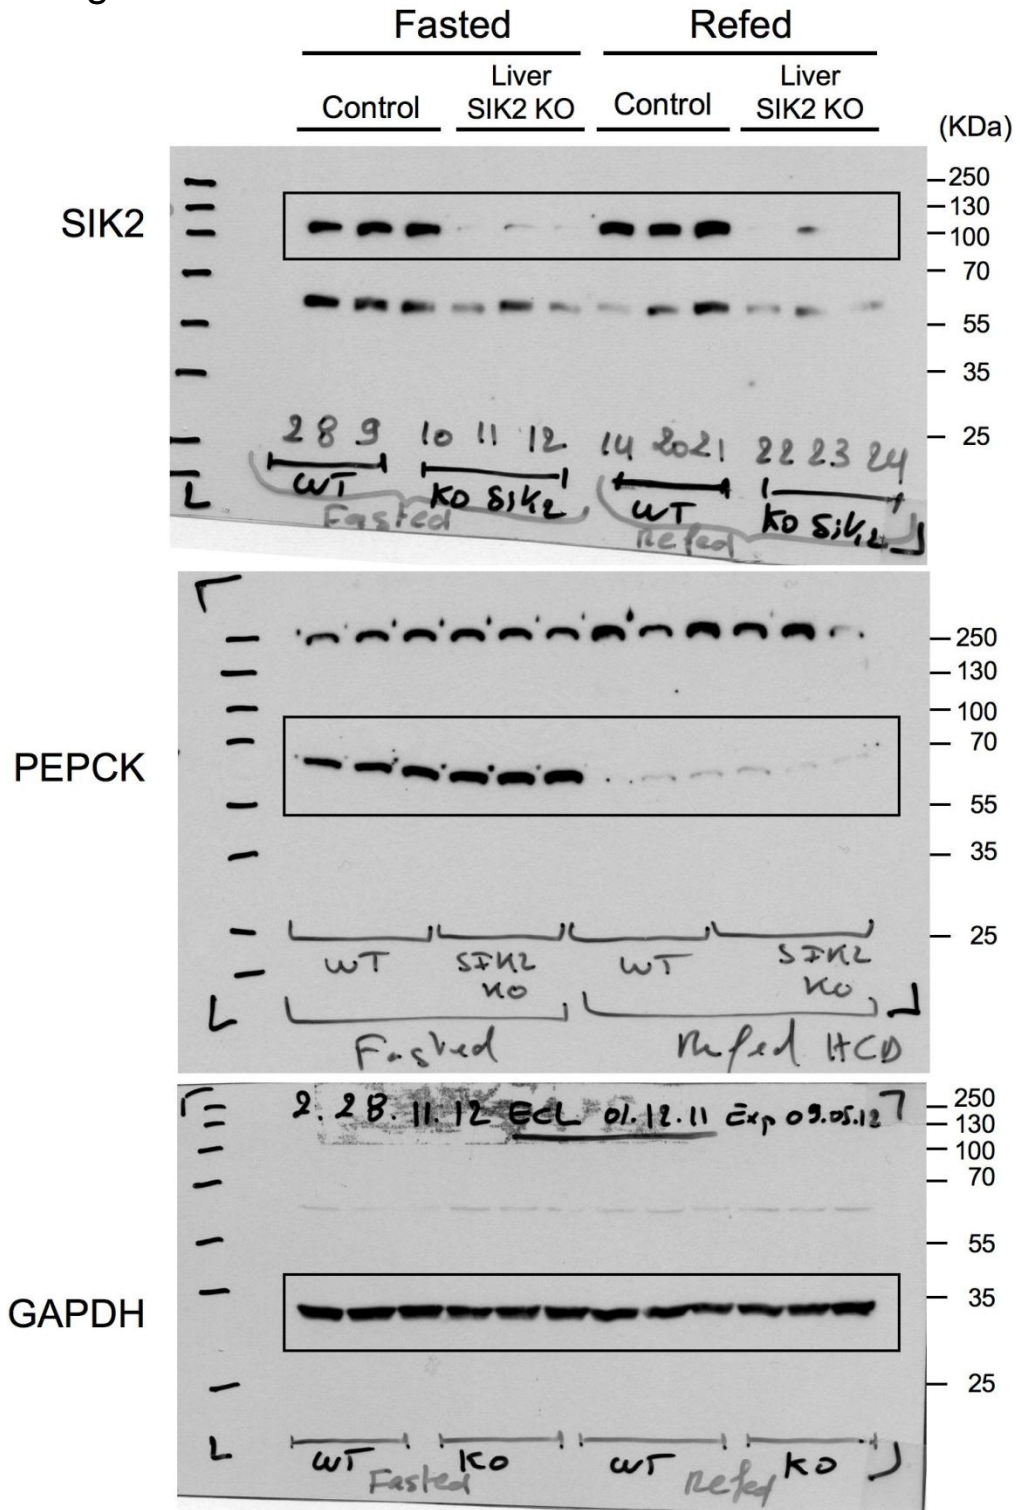 Fasted Refed
Liver Liver
Control SIK2 KO Control SIK2 KO
(KDa)
SIK2
250
130
100
70
55
35
25
2 8 9 10 11 12 14 20 21 22 23 24
WT KO SiK2 WT KO SiK2
Fasted Refed
L
PEPCK
250
130
100
70
55
35
25
WT SIK2 WT SIK2
KO KO
Fasted Refed HCD
GAPDH
2. 28. 11. 12 ECL 01.12.11 Exp 09.05.12
250
130
100
70
55
35
25
WT KO WT KO
Fasted Refed